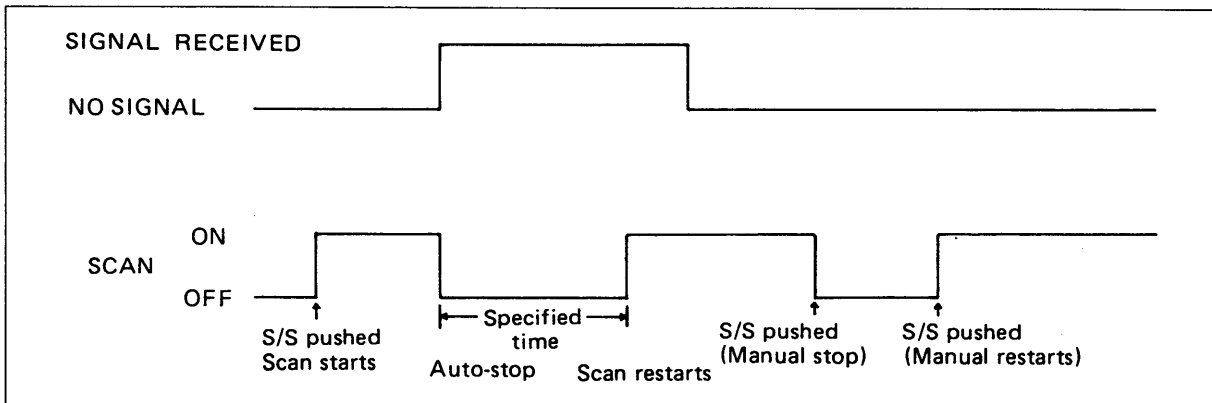 SIGNAL RECEIVED
NO SIGNAL
ON
SCAN
OFF
S/S pushed
Scan starts
Specified
time
Auto-stop
Scan restarts
S/S pushed
(Manual stop)
S/S pushed
(Manual restarts)